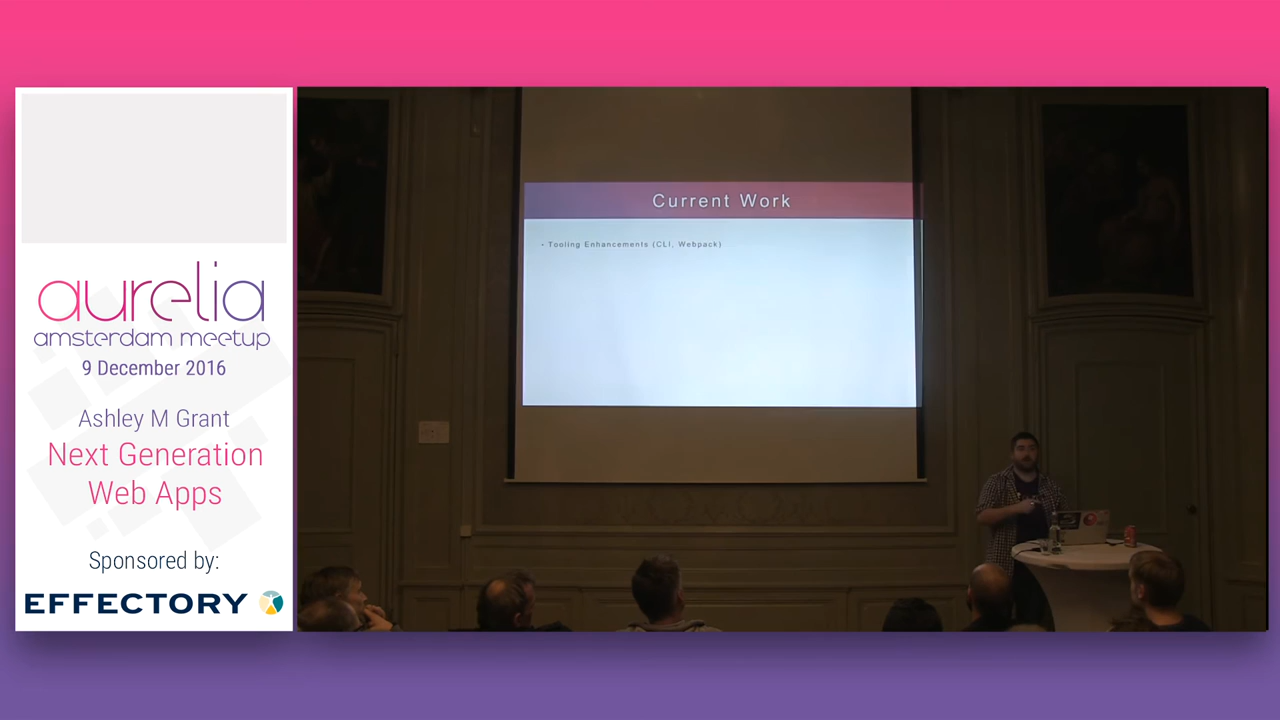 aurelia
amsterdam meetup
9 December 2016
Ashley M Grant
Next Generation
Web Apps
Sponsored by:
EFFECTORY
Current Work
• Tooling Enhancements (CLI, Webpack)